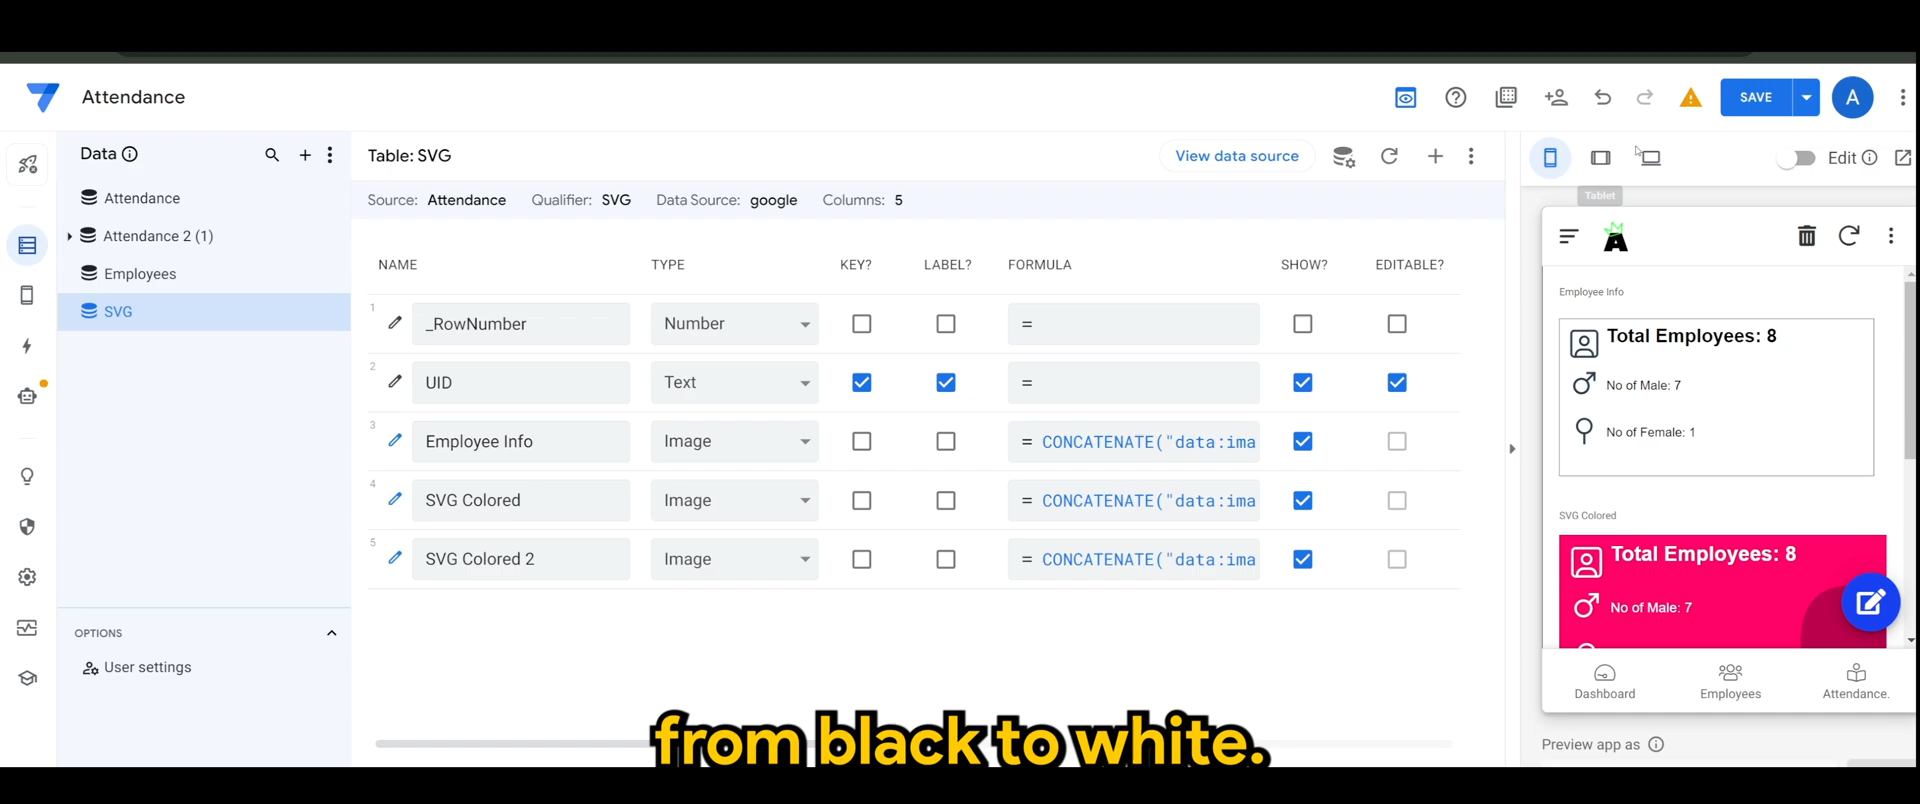 Attendance
SAVE
A
Data
Table: SVG
View data source
Edit
Attendance
Attendance 2 (1)
Employees
SVG
OPTIONS
User settings
Source: Attendance Qualifier: SVG Data Source: google Columns: 5
NAME TYPE KEY? LABEL? FORMULA SHOW? EDITABLE?
1 _RowNumber Number =
2 UID Text =
3 Employee Info Image = CONCATENATE("data:ima
4 SVG Colored Image = CONCATENATE("data:ima
5 SVG Colored 2 Image = CONCATENATE("data:ima
Tablet
A
Employee Info
Total Employees: 8
No of Male: 7
No of Female: 1
SVG Colored
Total Employees: 8
No of Male: 7
Dashboard Employees Attendance.
Preview app as
from black to white.